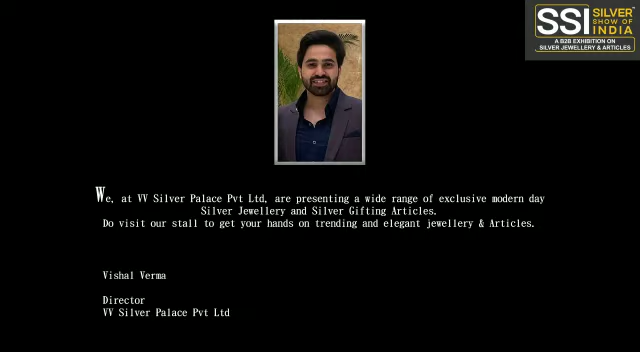 SSI SILVER
SHOW OF
INDIA
A B2B EXHIBITION ON
SILVER JEWELLERY & ARTICLES
We, at VV Silver Palace Pvt Ltd, are presenting a wide range of exclusive modern day
Silver Jewellery and Silver Gifting Articles.
Do visit our stall to get your hands on trending and elegant jewellery & Articles.
Vishal Verma
Director
VV Silver Palace Pvt Ltd